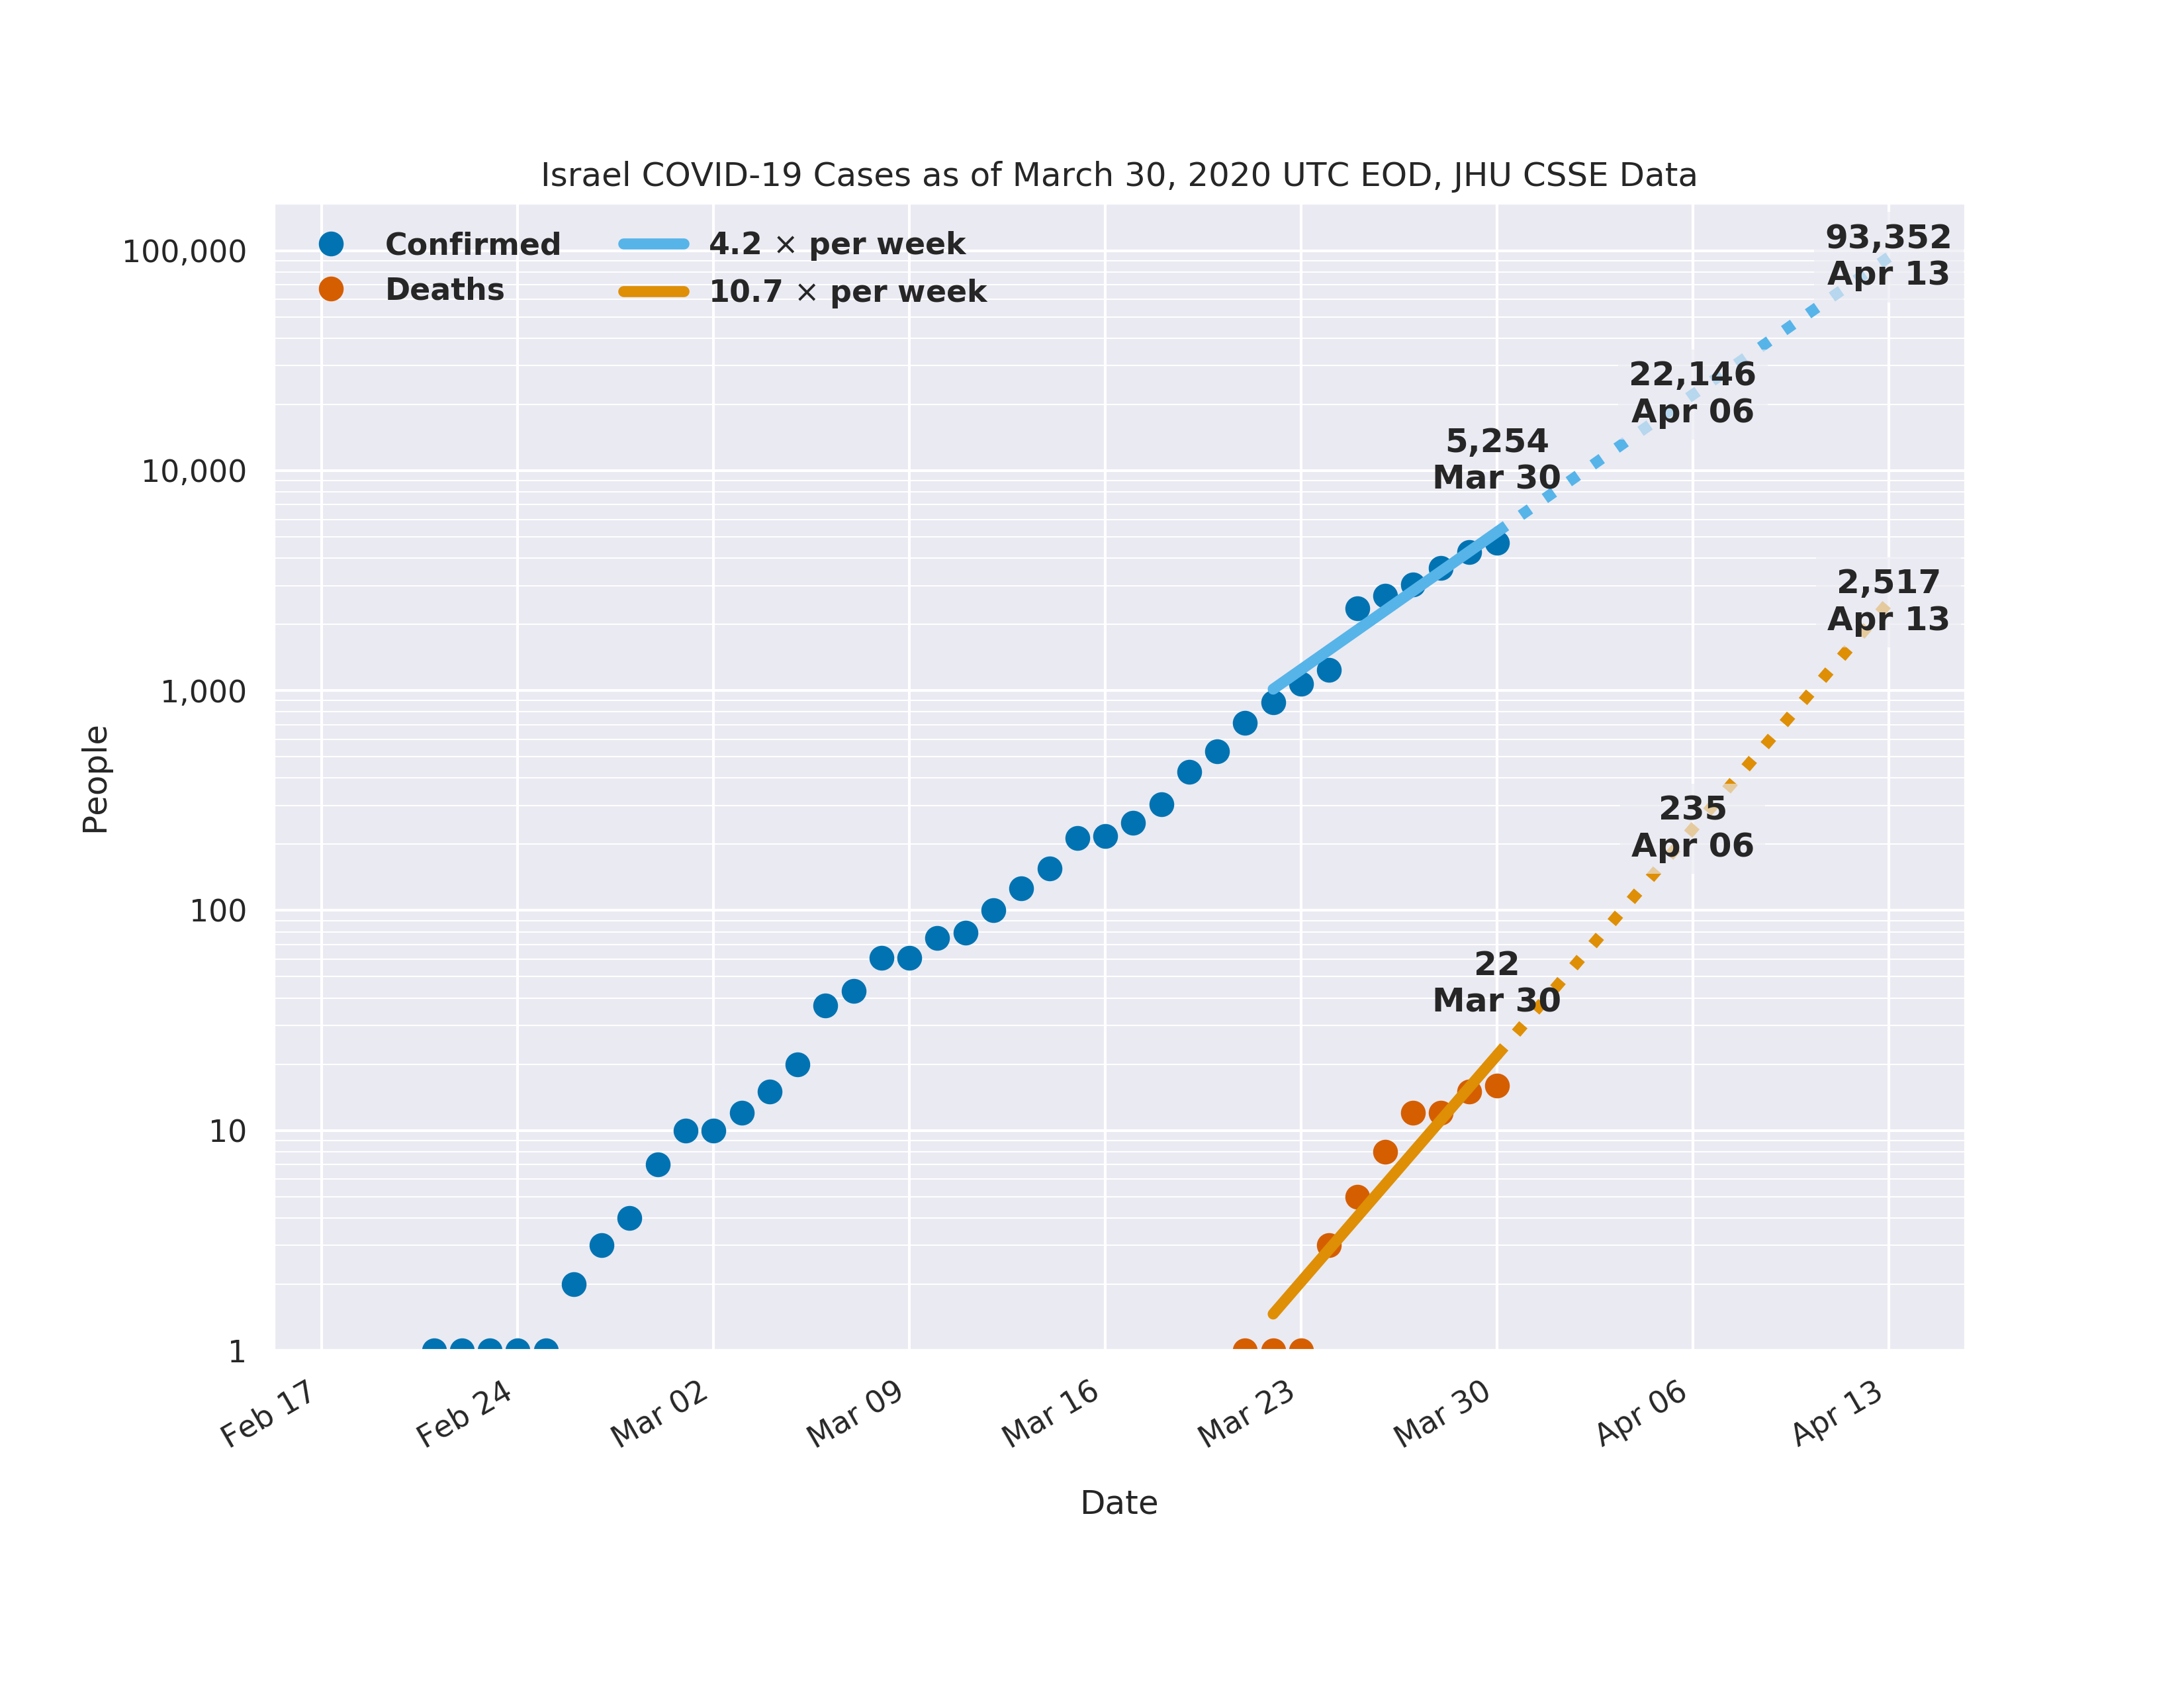 Israel COVID-19 Cases as of March 30, 2020 UTC EOD, JHU CSSE Data
Confirmed
Deaths
4.2 × per week
10.7 × per week
100,000
10,000
1,000
100
10
1
People
93,352
Apr 13
22,146
Apr 06
5,254
Mar 30
2,517
Apr 13
235
Apr 06
22
Mar 30
Feb 17
Feb 24
Mar 02
Mar 09
Mar 16
Mar 23
Mar 30
Apr 06
Apr 13
Date